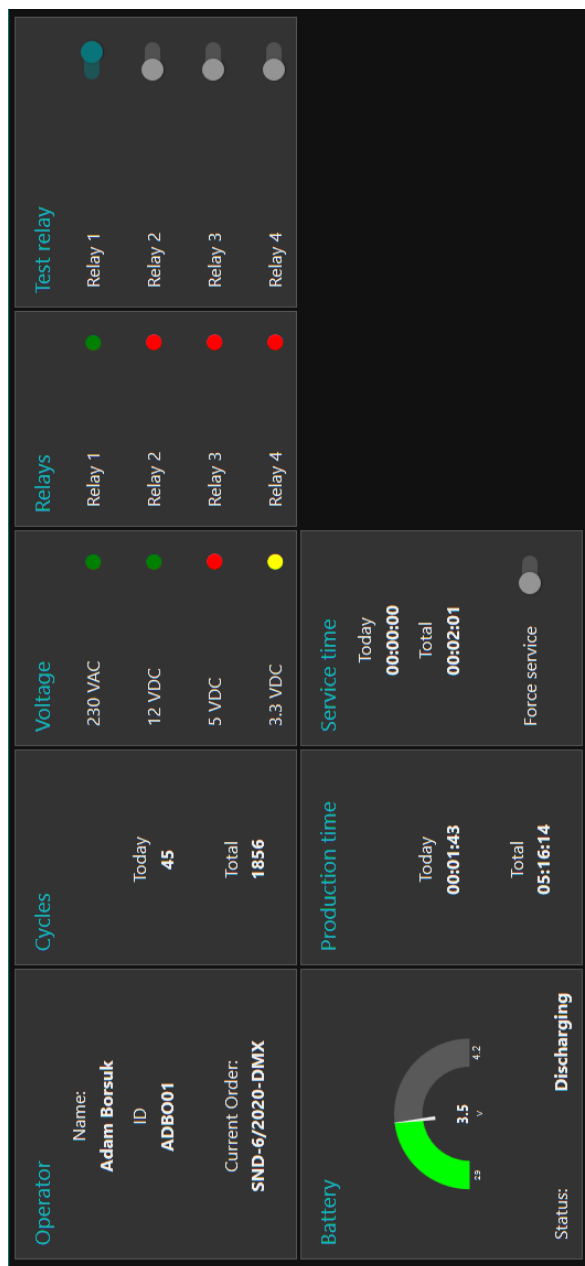 Operator
Name:
Adam Borsuk
ID
ADBO01
Current Order:
SND-6/2020-DMX
Cycles
Today
45
Total
1856
Voltage
230 VAC
12 VDC
5 VDC
3.3 VDC
Relays
Relay 1
Relay 2
Relay 3
Relay 4
Test relay
Relay 1
Relay 2
Relay 3
Relay 4
Battery
3.5
V
2.9
4.2
Status:
Discharging
Production time
Today
00:01:43
Total
05:16:14
Service time
Today
00:00:00
Total
00:02:01
Force service